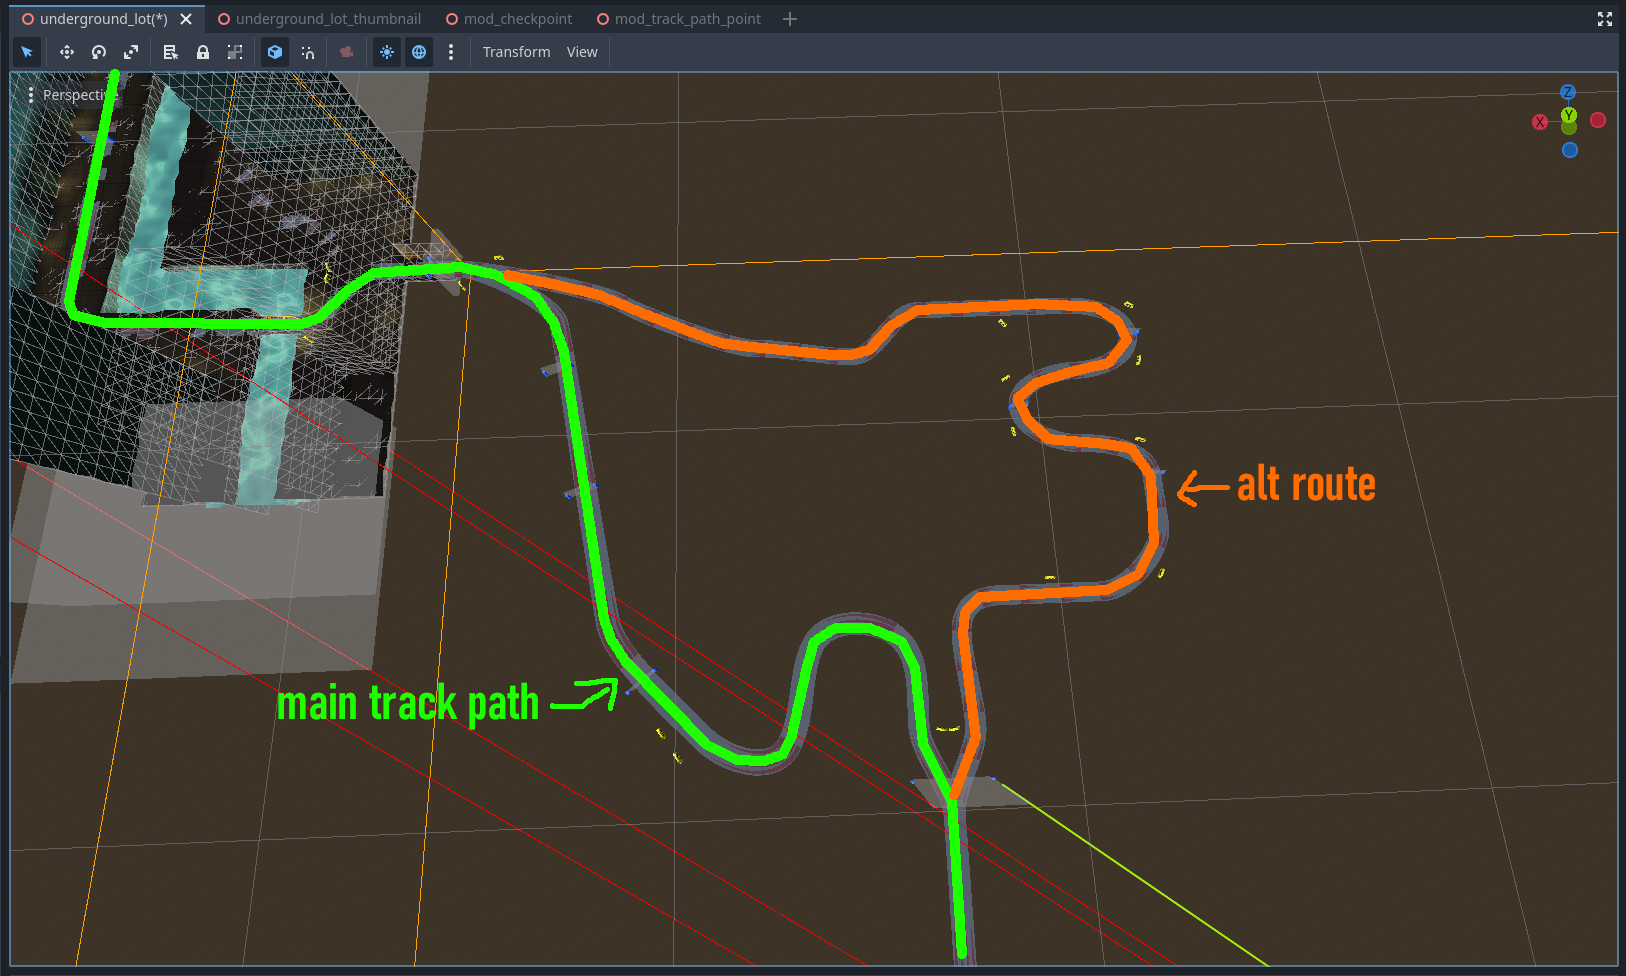 underground_lot(*)
underground_lot_thumbnail
mod_checkpoint
mod_track_path_point
Transform
View
Perspective
Z
Y
X
alt route
main track path